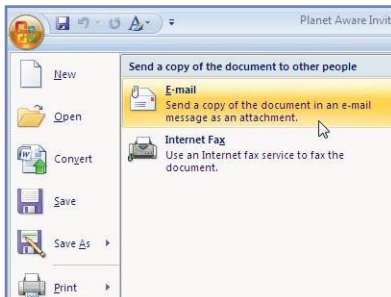 Planet Aware Invit
New
Open
Convert
Save
Save As
Print
Send a copy of the document to other people
E-mail
Send a copy of the document in an e-mail
message as an attachment.
Internet Fax
Use an Internet fax service to fax the
document.